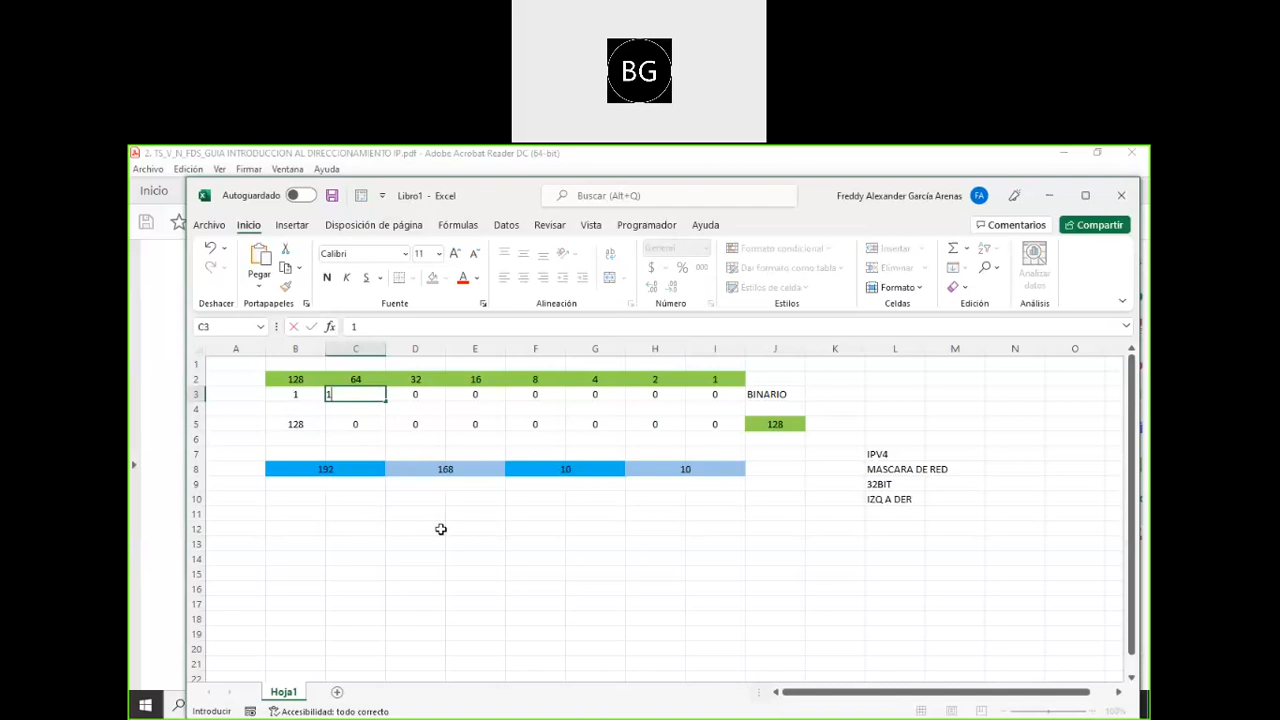 BG
2. TS_V_N_FDS_GUIA INTRODUCCION AL DIRECCIONAMIENTO IP.pdf - Adobe Acrobat Reader DC (64-bit)
Archivo Edición Ver Firmar Ventana Ayuda
Inicio
Autoguardado Libro1 - Excel Buscar (Alt+Q) Freddy Alexander García Arenas FA
Archivo Inicio Insertar Disposición de página Fórmulas Datos Revisar Vista Programador Ayuda Comentarios Compartir
Pegar Calibri 11 General Formato condicional Insertar
N K S $ % 000 Dar formato como tabla Eliminar Analizar datos
Estilos de celda Formato
Deshacer Portapapeles Fuente Alineación Número Estilos Celdas Edición Análisis
C3 fx 1
A B C D E F G H I J K L M N O
1
2 128 64 32 16 8 4 2 1
3 1 1 0 0 0 0 0 0 BINARIO
4
5 128 0 0 0 0 0 0 0 128
6
7 IPV4
8 192 168 10 10 MASCARA DE RED
9 32BIT
10 IZQ A DER
11
12
13
14
15
16
17
18
19
20
21
22
Hoja1
Introducir Accesibilidad: todo correcto 100%